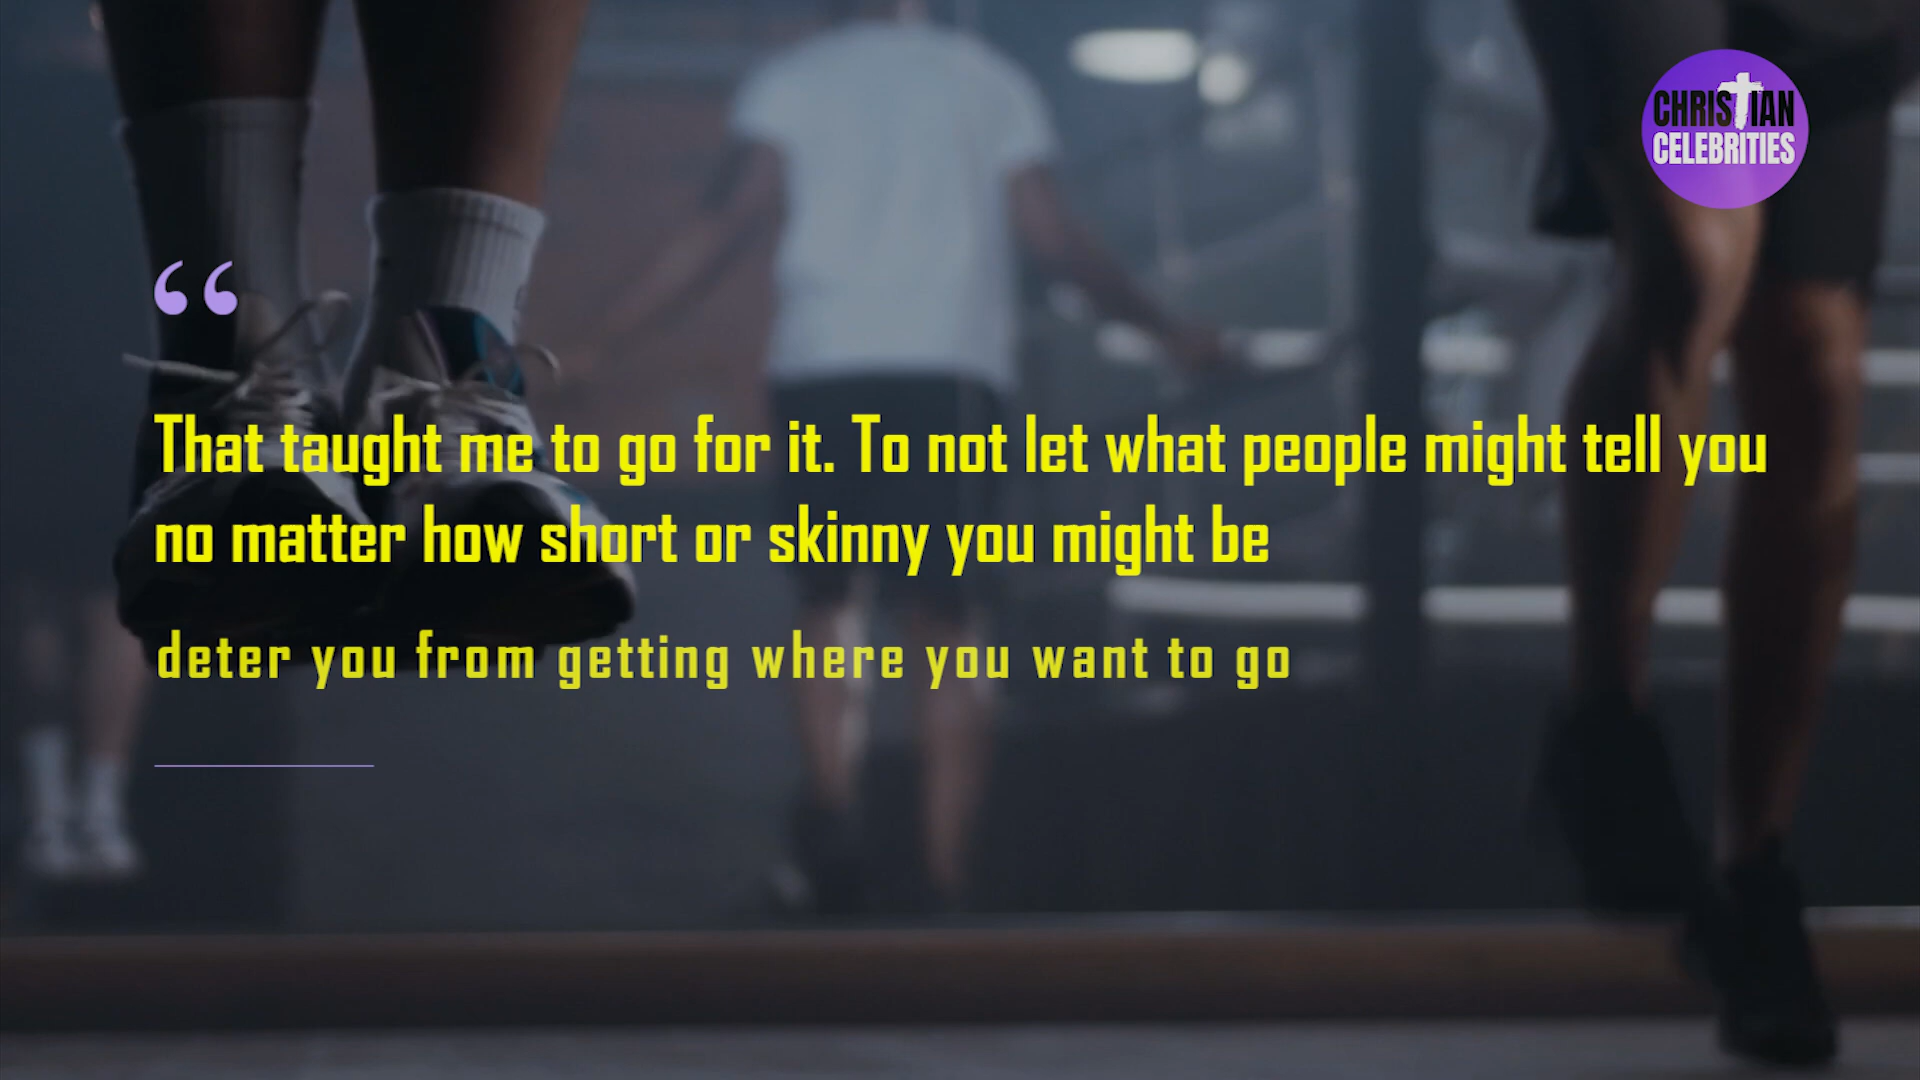 CHRISTIAN
CELEBRITIES
“
That taught me to go for it. To not let what people might tell you
no matter how short or skinny you might be
deter you from getting where you want to go